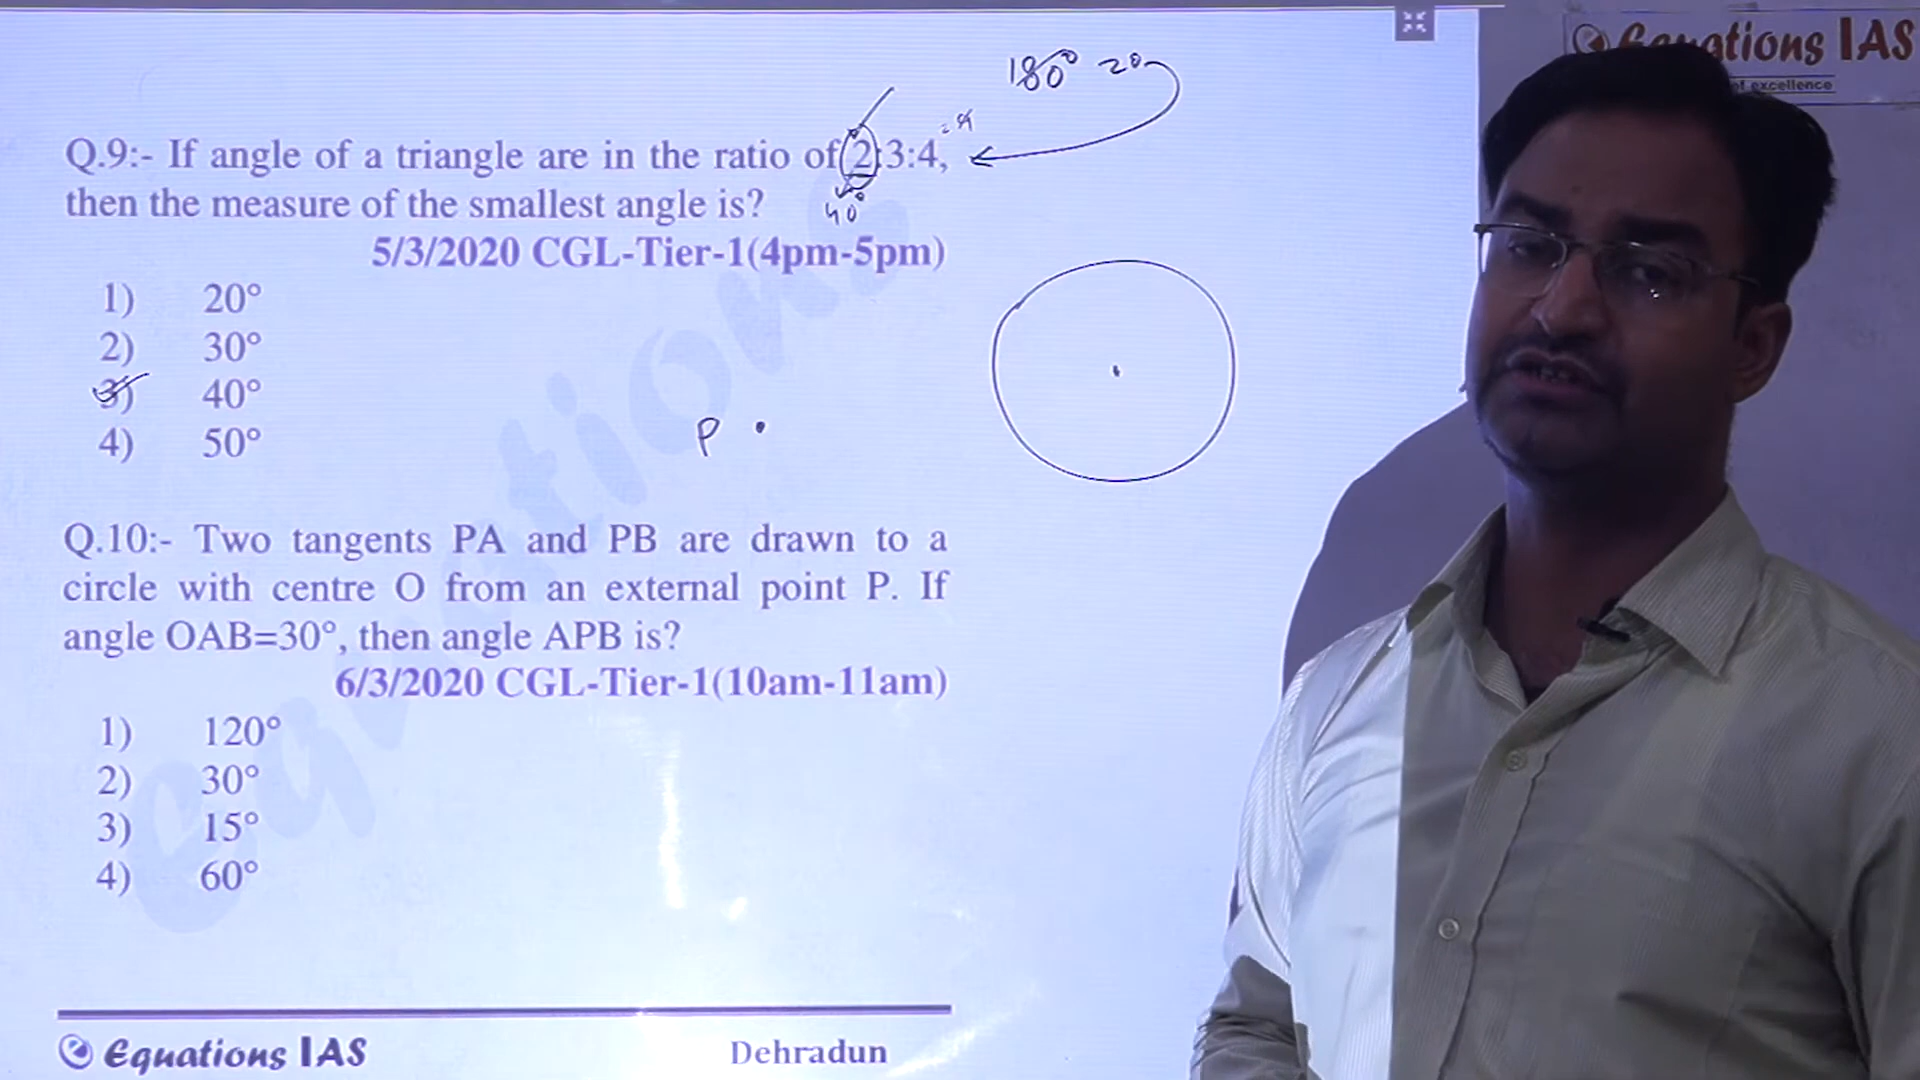 Equations IAS
of excellence
180° 20
=9
Q.9:- If angle of a triangle are in the ratio of 2:3:4,
then the measure of the smallest angle is?
40°
5/3/2020 CGL-Tier-1(4pm-5pm)
1) 20°
2) 30°
3) 40°
4) 50°
P
Q.10:- Two tangents PA and PB are drawn to a
circle with centre O from an external point P. If
angle OAB=30°, then angle APB is?
6/3/2020 CGL-Tier-1(10am-11am)
1) 120°
2) 30°
3) 15°
4) 60°
Equations
Equations IAS
Dehradun